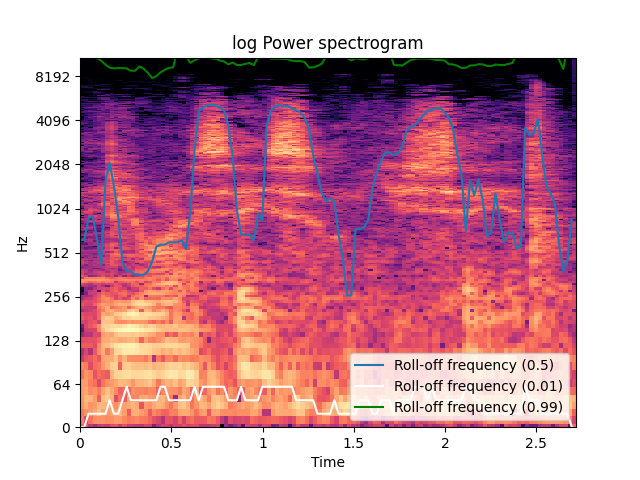 log Power spectrogram
Hz
8192
4096
2048
1024
512
256
128
64
0
0
0.5
1
1.5
2
2.5
Time
Roll-off frequency (0.5)
Roll-off frequency (0.01)
Roll-off frequency (0.99)